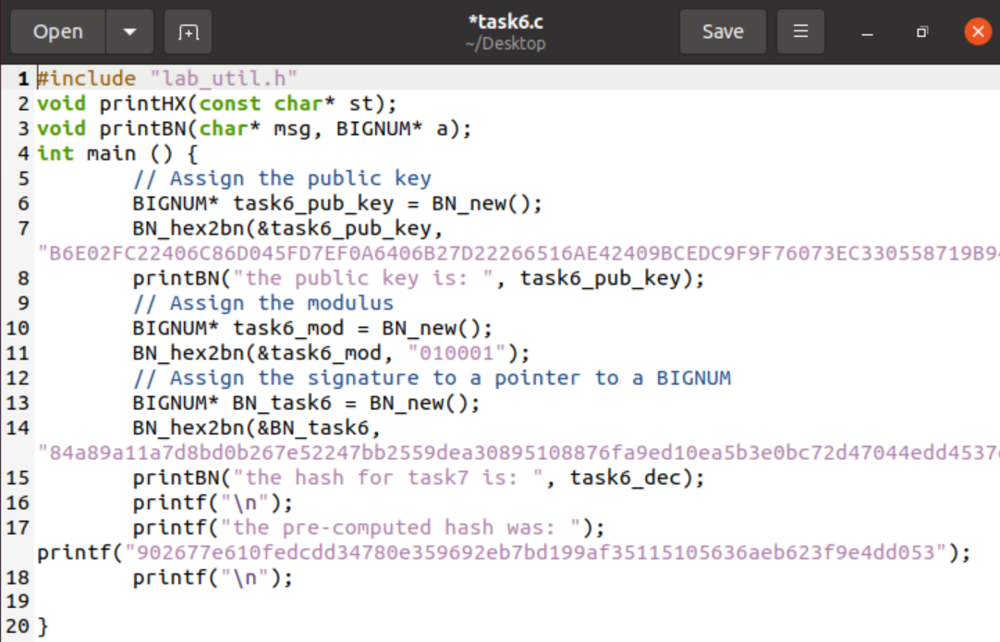 Open
*task6.c
~/Desktop
Save
1 #include "lab_util.h"
2 void printHX(const char* st);
3 void printBN(char* msg, BIGNUM* a);
4 int main () {
5 // Assign the public key
6 BIGNUM* task6_pub_key = BN_new();
7 BN_hex2bn(&task6_pub_key,
"B6E02FC22406C86D045FD7EF0A6406B27D22266516AE42409BCEDC9F9F76073EC330558719B94
8 printBN("the public key is: ", task6_pub_key);
9 // Assign the modulus
10 BIGNUM* task6_mod = BN_new();
11 BN_hex2bn(&task6_mod, "010001");
12 // Assign the signature to a pointer to a BIGNUM
13 BIGNUM* BN_task6 = BN_new();
14 BN_hex2bn(&BN_task6,
"84a89a11a7d8bd0b267e52247bb2559dea30895108876fa9ed10ea5b3e0bc72d47044edd4537
15 printBN("the hash for task7 is: ", task6_dec);
16 printf("\n");
17 printf("the pre-computed hash was: ");
printf("902677e610fedcdd34780e359692eb7bd199af35115105636aeb623f9e4dd053");
18 printf("\n");
19
20 }